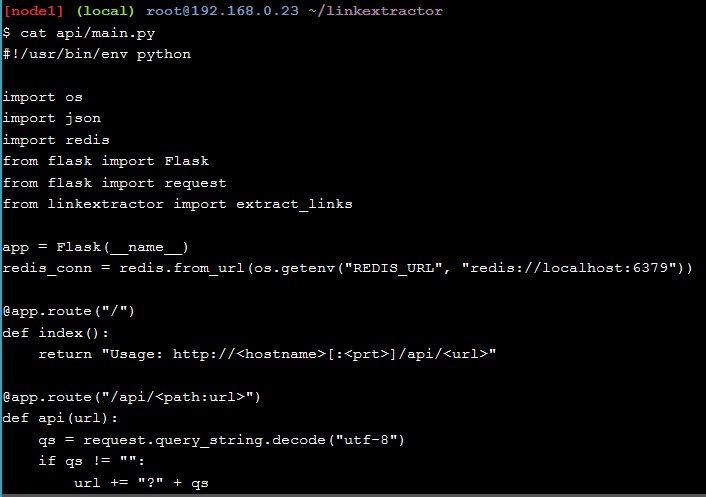 [node1] (local) root@192.168.0.23 ~/linkextractor
$ cat api/main.py
#!/usr/bin/env python

import os
import json
import redis
from flask import Flask
from flask import request
from linkextractor import extract_links

app = Flask(__name__)
redis_conn = redis.from_url(os.getenv("REDIS_URL", "redis://localhost:6379"))

@app.route("/")
def index():
    return "Usage: http://<hostname>[:<prt>]/api/<url>"

@app.route("/api/<path:url>")
def api(url):
    qs = request.query_string.decode("utf-8")
    if qs != "":
        url += "?" + qs